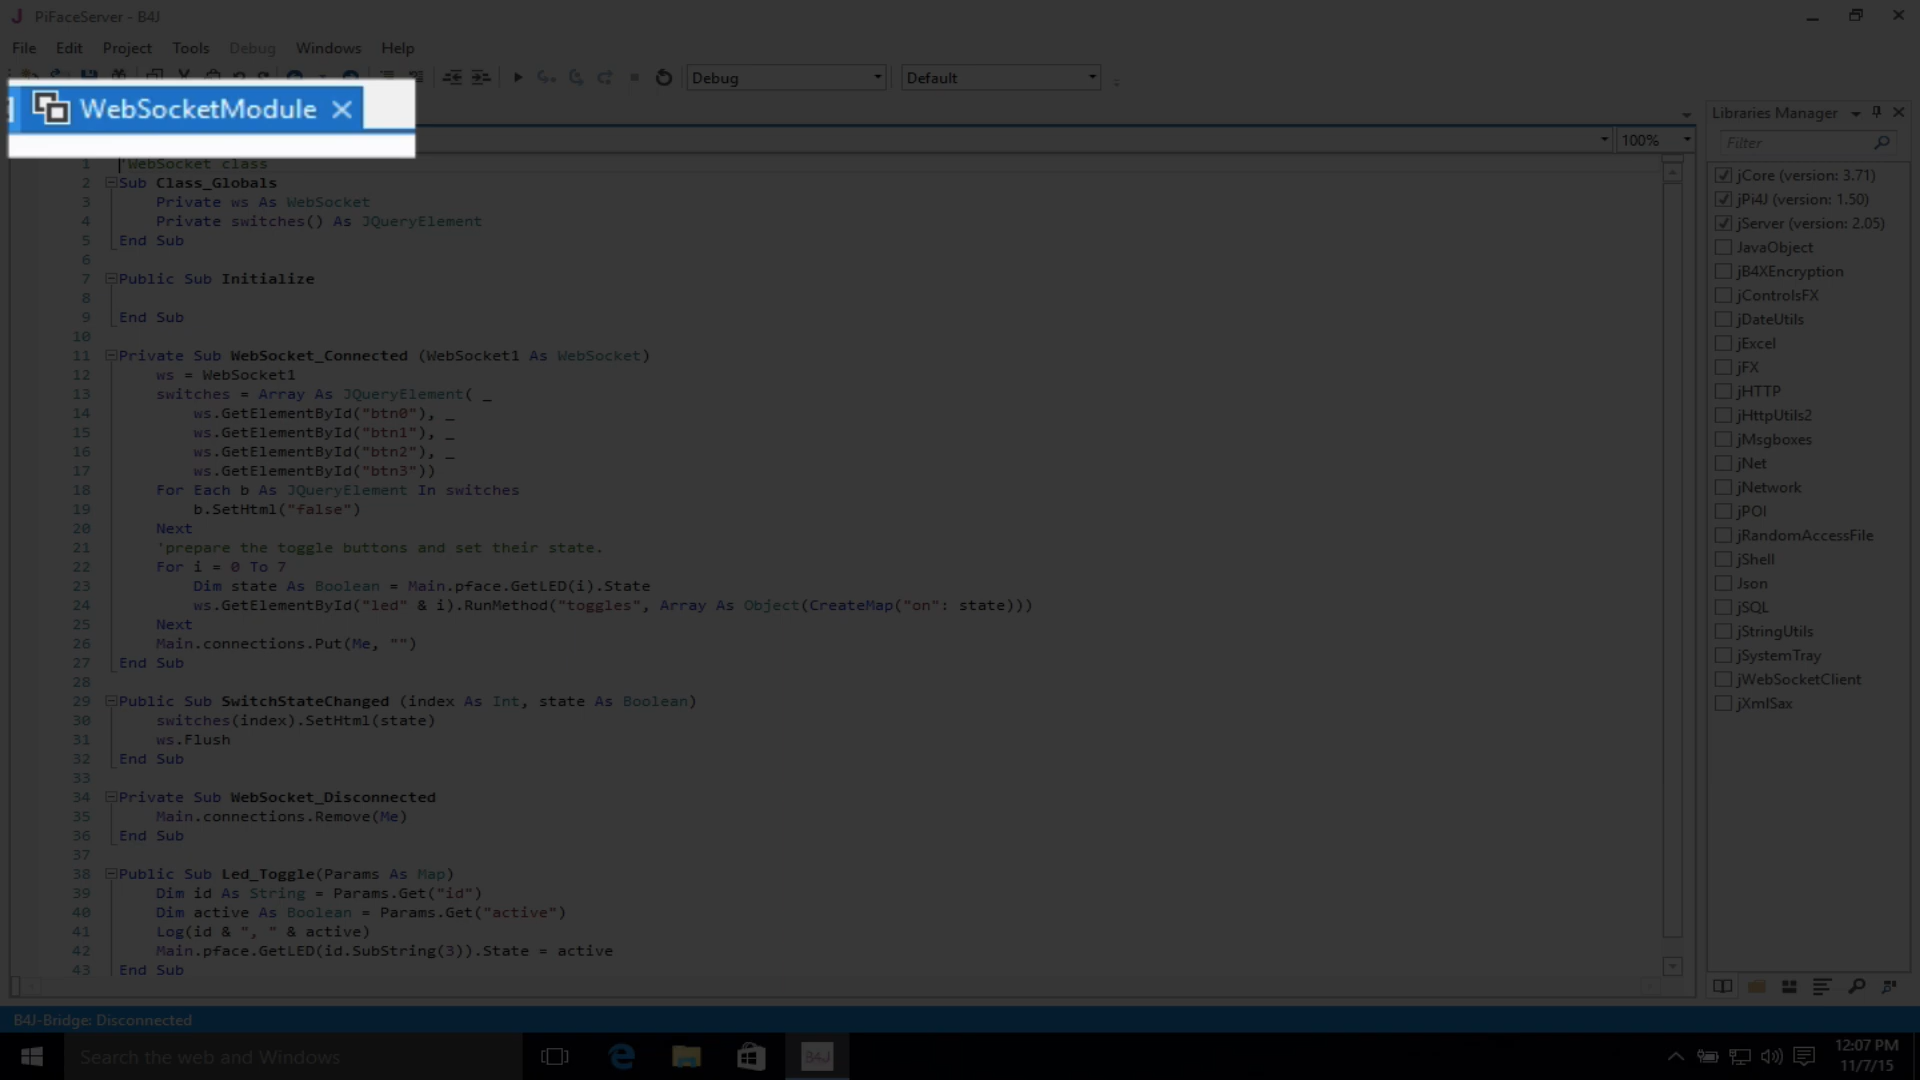 PiFaceServer - B4J
File Edit Project Tools Debug Windows Help
Debug Default
WebSocketModule
100%
1 'WebSocket class
2 Sub Class_Globals
3 Private ws As WebSocket
4 Private switches() As JQueryElement
5 End Sub
6
7 Public Sub Initialize
8
9 End Sub
10
11 Private Sub WebSocket_Connected (WebSocket1 As WebSocket)
12 ws = WebSocket1
13 switches = Array As JQueryElement( _
14 ws.GetElementById("btn0"), _
15 ws.GetElementById("btn1"), _
16 ws.GetElementById("btn2"), _
17 ws.GetElementById("btn3"))
18 For Each b As JQueryElement In switches
19 b.SetHtml("false")
20 Next
21 'prepare the toggle buttons and set their state.
22 For i = 0 To 7
23 Dim state As Boolean = Main.pface.GetLED(i).State
24 ws.GetElementById("led" & i).RunMethod("toggles", Array As Object(CreateMap("on": state)))
25 Next
26 Main.connections.Put(Me, "")
27 End Sub
28
29 Public Sub SwitchStateChanged (index As Int, state As Boolean)
30 switches(index).SetHtml(state)
31 ws.Flush
32 End Sub
33
34 Private Sub WebSocket_Disconnected
35 Main.connections.Remove(Me)
36 End Sub
37
38 Public Sub Led_Toggle(Params As Map)
39 Dim id As String = Params.Get("id")
40 Dim active As Boolean = Params.Get("active")
41 Log(id & ", " & active)
42 Main.pface.GetLED(id.SubString(3)).State = active
43 End Sub
Libraries Manager
Filter
jCore (version: 3.71)
jPi4J (version: 1.50)
jServer (version: 2.05)
JavaObject
jB4XEncryption
jControlsFX
jDateUtils
jExcel
jFX
jHTTP
jHttpUtils2
jMsgboxes
jNet
jNetwork
jPOI
jRandomAccessFile
jShell
Json
jSQL
jStringUtils
jSystemTray
jWebSocketClient
jXmlSax
B4J-Bridge: Disconnected
Search the web and Windows
B4J
12:07 PM
11/7/15